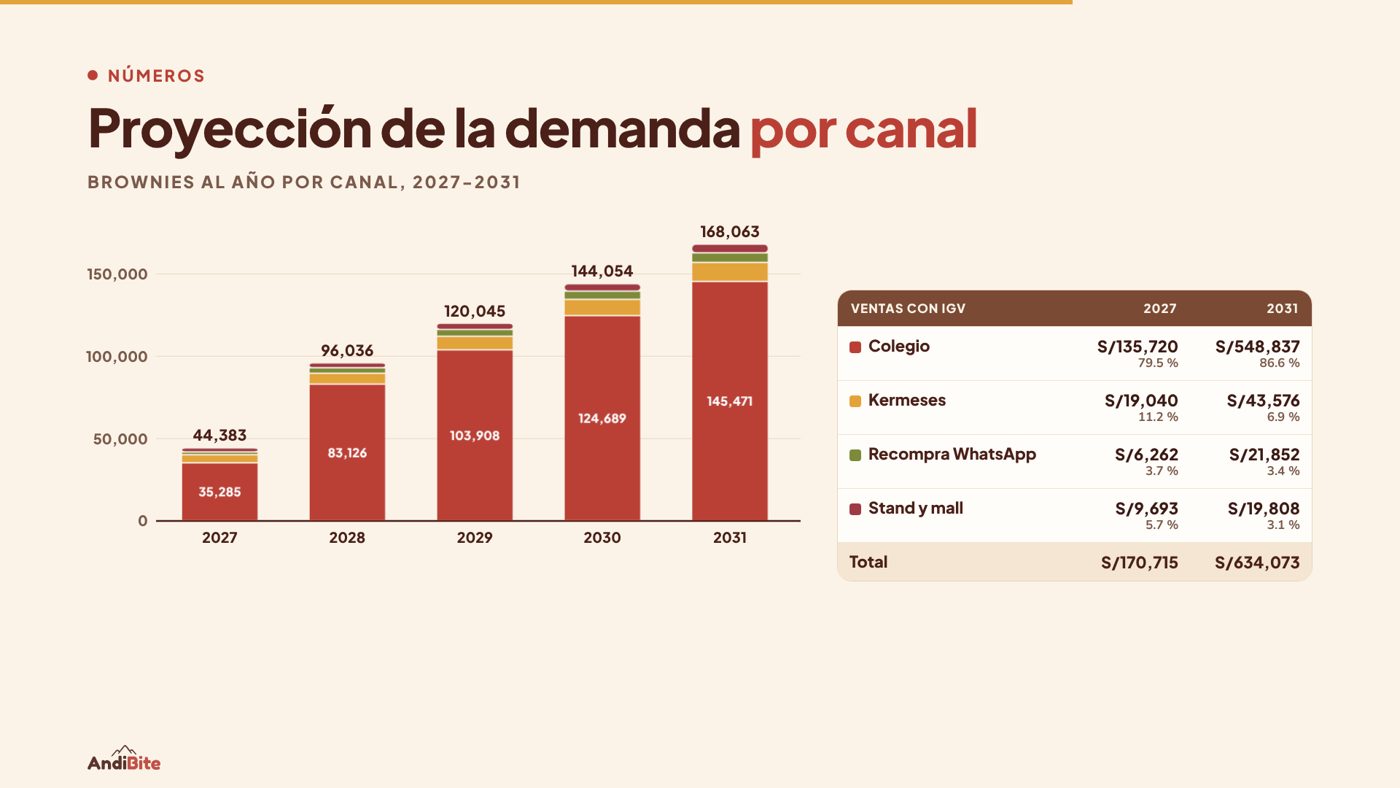 NÚMEROS
Proyección de la demanda por canal
BROWNIES AL AÑO POR CANAL, 2027–2031
150,000
100,000
50,000
0
44,383
35,285
2027
96,036
83,126
2028
120,045
103,908
2029
144,054
124,689
2030
168,063
145,471
2031
VENTAS CON IGV 2027 2031
Colegio S/135,720 S/548,837
79.5 % 86.6 %
Kermeses S/19,040 S/43,576
11.2 % 6.9 %
Recompra WhatsApp S/6,262 S/21,852
3.7 % 3.4 %
Stand y mall S/9,693 S/19,808
5.7 % 3.1 %
Total S/170,715 S/634,073
AndiBite